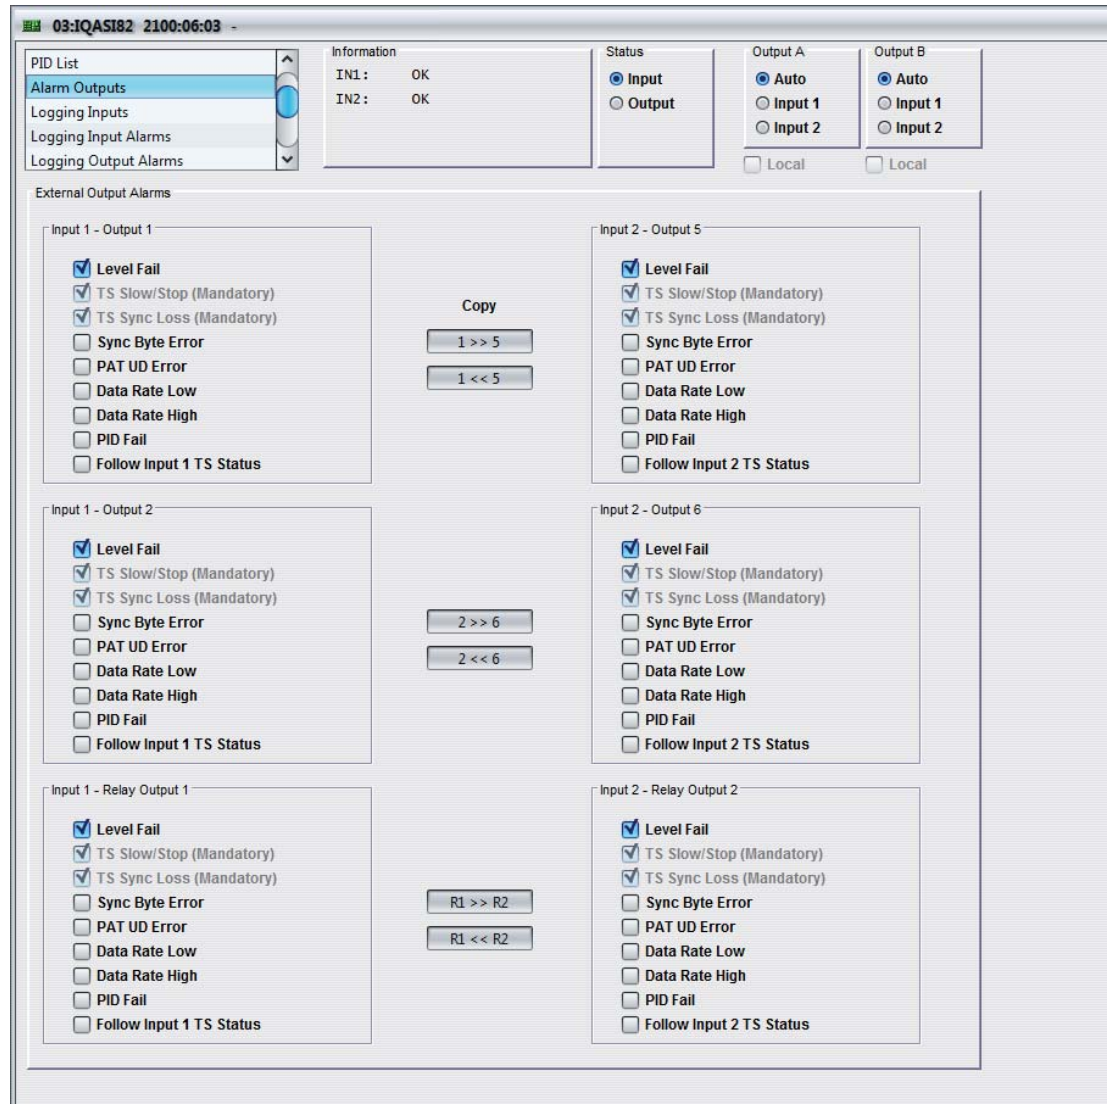 03:IQASI82 2100:06:03 -
PID List
Alarm Outputs
Logging Inputs
Logging Input Alarms
Logging Output Alarms
Information
IN1: OK
IN2: OK
Status
Input
Output
Output A
Auto
Input 1
Input 2
Local
Output B
Auto
Input 1
Input 2
Local
External Output Alarms
Input 1 - Output 1
Level Fail
TS Slow/Stop (Mandatory)
TS Sync Loss (Mandatory)
Sync Byte Error
PAT UD Error
Data Rate Low
Data Rate High
PID Fail
Follow Input 1 TS Status
Copy
1 >> 5
1 << 5
Input 2 - Output 5
Level Fail
TS Slow/Stop (Mandatory)
TS Sync Loss (Mandatory)
Sync Byte Error
PAT UD Error
Data Rate Low
Data Rate High
PID Fail
Follow Input 2 TS Status
Input 1 - Output 2
Level Fail
TS Slow/Stop (Mandatory)
TS Sync Loss (Mandatory)
Sync Byte Error
PAT UD Error
Data Rate Low
Data Rate High
PID Fail
Follow Input 1 TS Status
2 >> 6
2 << 6
Input 2 - Output 6
Level Fail
TS Slow/Stop (Mandatory)
TS Sync Loss (Mandatory)
Sync Byte Error
PAT UD Error
Data Rate Low
Data Rate High
PID Fail
Follow Input 2 TS Status
Input 1 - Relay Output 1
Level Fail
TS Slow/Stop (Mandatory)
TS Sync Loss (Mandatory)
Sync Byte Error
PAT UD Error
Data Rate Low
Data Rate High
PID Fail
Follow Input 1 TS Status
R1 >> R2
R1 << R2
Input 2 - Relay Output 2
Level Fail
TS Slow/Stop (Mandatory)
TS Sync Loss (Mandatory)
Sync Byte Error
PAT UD Error
Data Rate Low
Data Rate High
PID Fail
Follow Input 2 TS Status